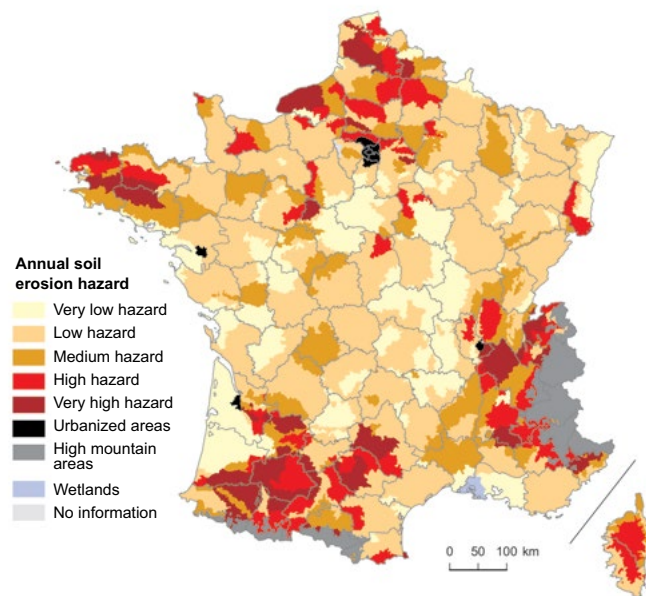 Annual soil
erosion hazard
Very low hazard
Low hazard
Medium hazard
High hazard
Very high hazard
Urbanized areas
High mountain
areas
Wetlands
No information
0 50 100 km